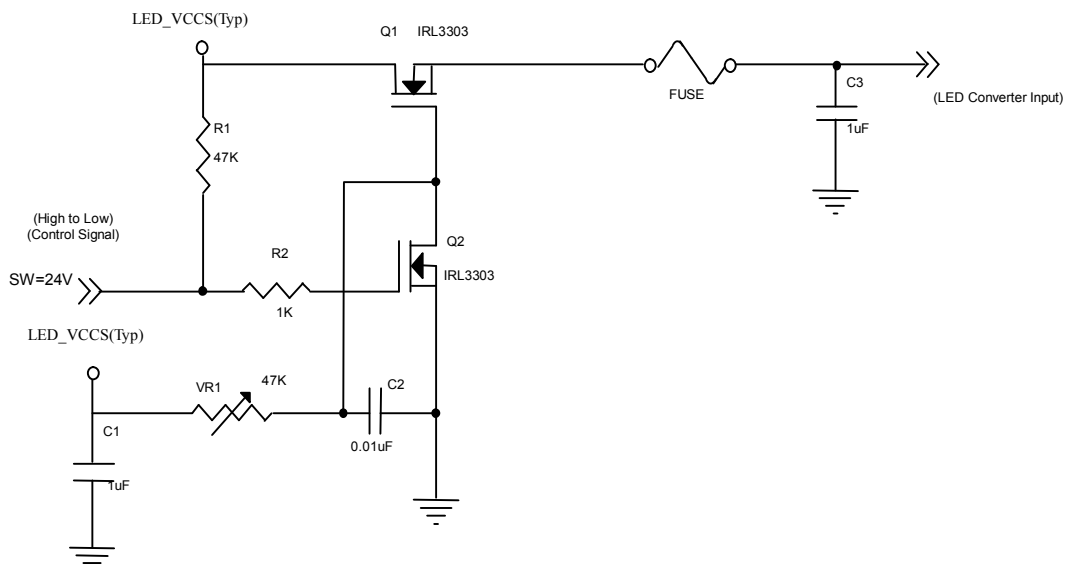 LED_VCCS(Typ)
Q1
IRL3303
FUSE
C3
1uF
(LED Converter Input)
R1
47K
(High to Low)
(Control Signal)
SW=24V
R2
1K
Q2
IRL3303
LED_VCCS(Typ)
VR1
47K
C2
0.01uF
C1
1uF